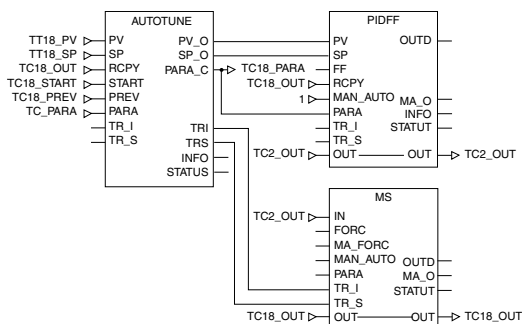 AUTOTUNE
TT18_PV PV PV_O
TT18_SP SP SP_O
TC18_OUT RCPY PARA_C TC18_PARA
TC18_START START
TC18_PREV PREV
TC_PARA PARA
TR_I TRI
TR_S TRS
INFO
STATUS
PIDFF
PV OUTD
SP
FF
TC18_OUT RCPY
1 MAN_AUTO MA_O
PARA INFO
TR_I STATUT
TR_S
TC2_OUT OUT OUT TC2_OUT
MS
TC2_OUT IN
FORC
MA_FORC
MAN_AUTO OUTD
PARA MA_O
TR_I STATUT
TR_S
TC18_OUT OUT OUT TC18_OUT